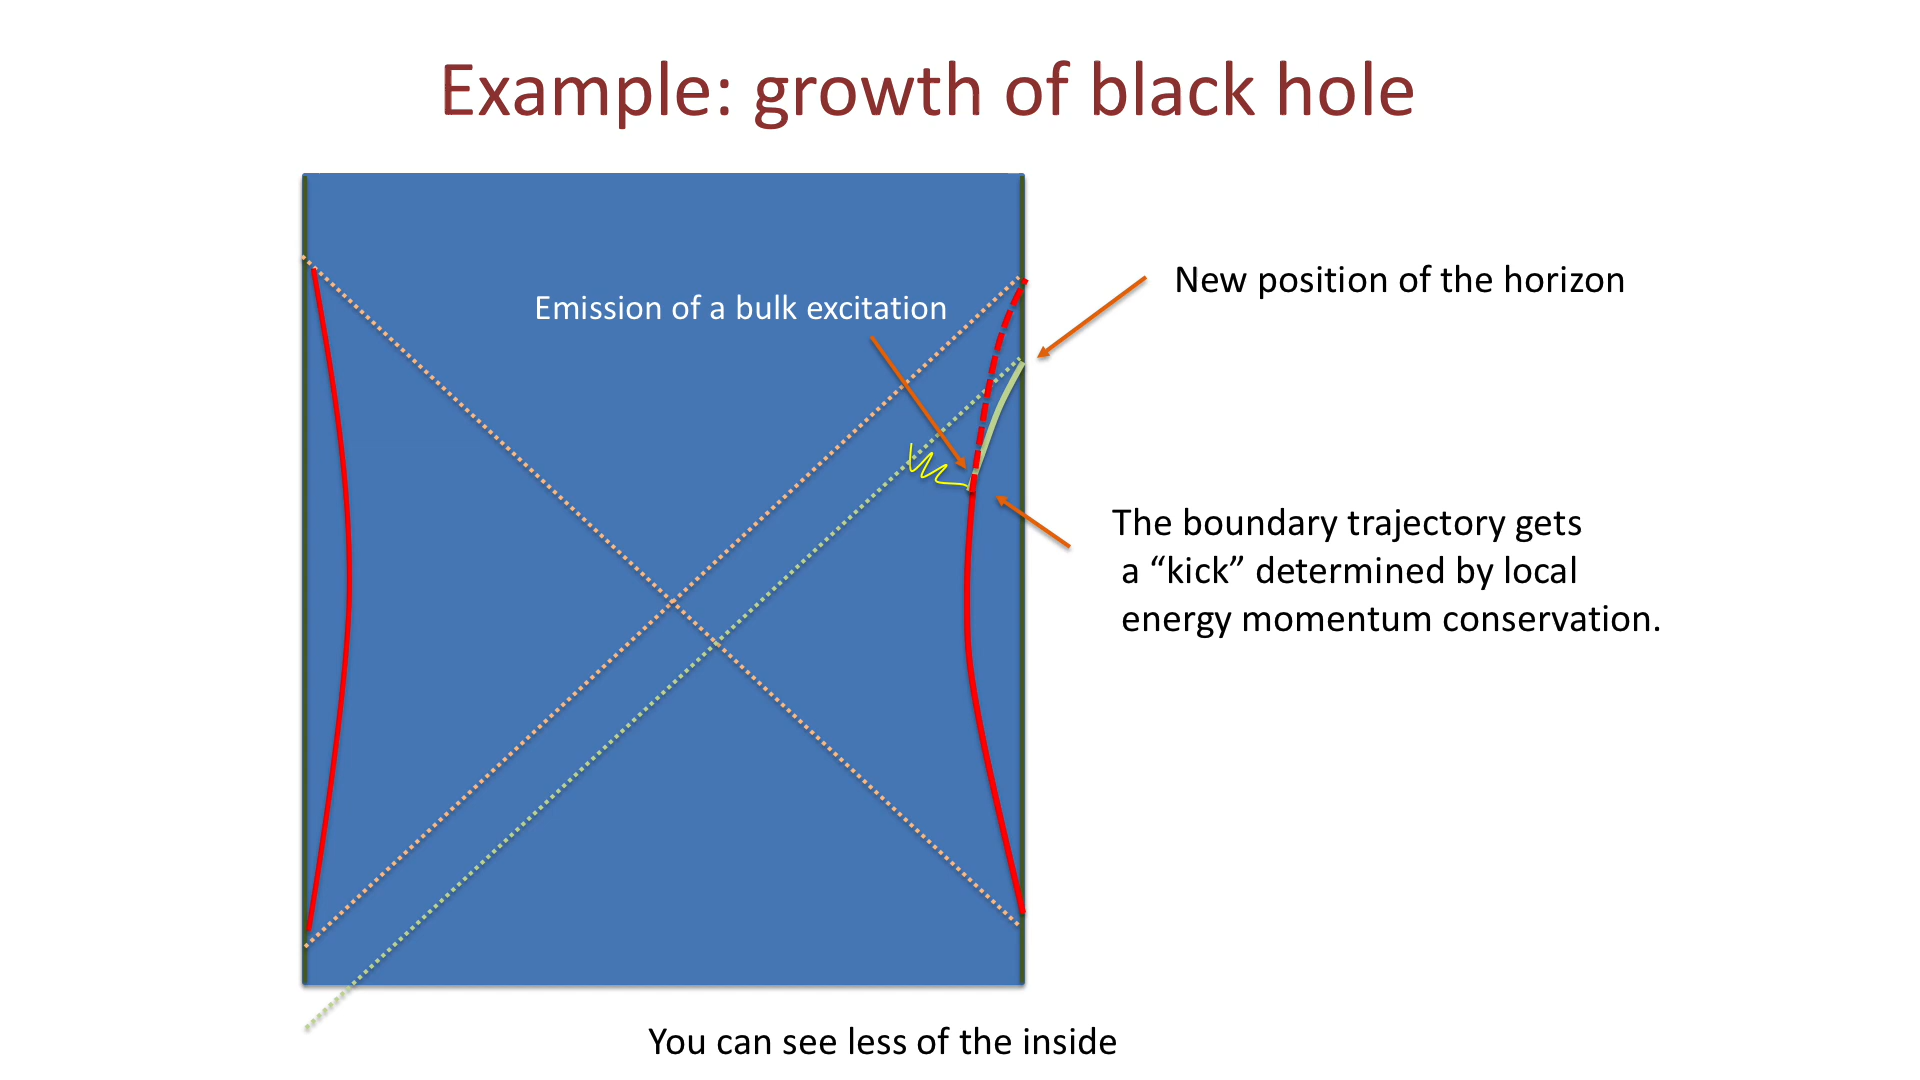 Example: growth of black hole
New position of the horizon
Emission of a bulk excitation
The boundary trajectory gets
a “kick” determined by local
energy momentum conservation.
You can see less of the inside